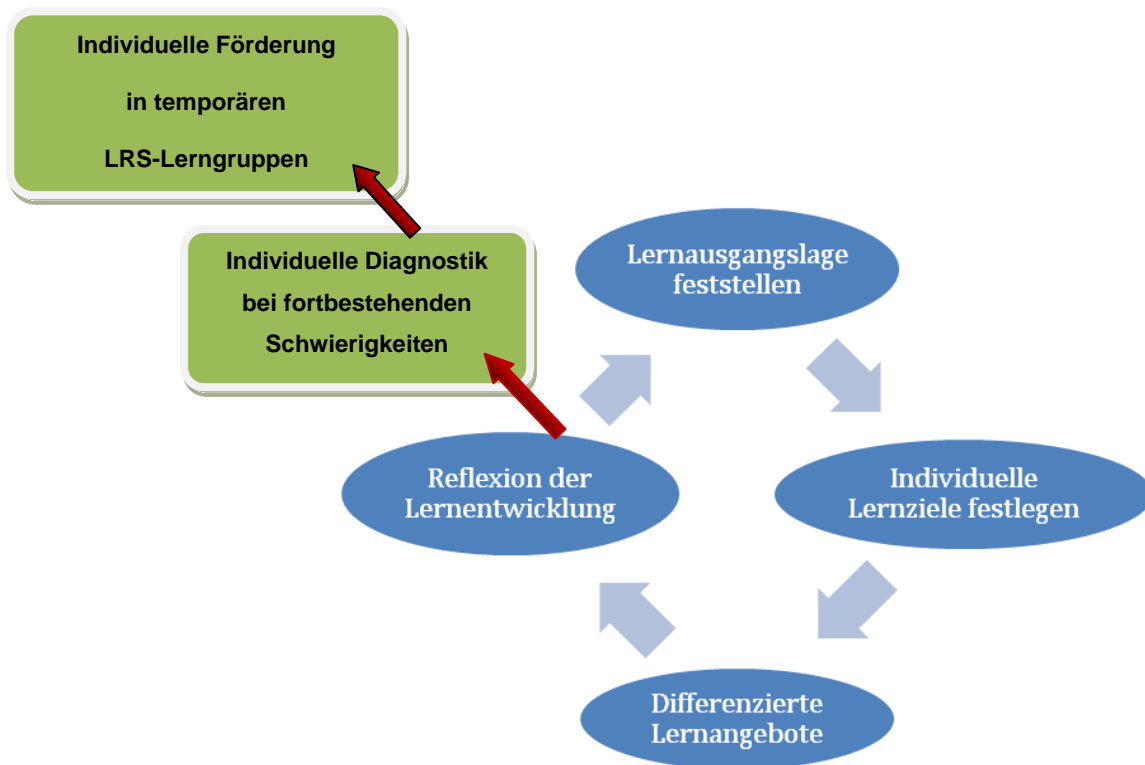 Individuelle Förderung
in temporären
LRS-Lerngruppen
Individuelle Diagnostik
bei fortbestehenden
Schwierigkeiten
Lernausgangslage
feststellen
Individuelle
Lernziele festlegen
Differenzierte
Lernangebote
Reflexion der
Lernentwicklung